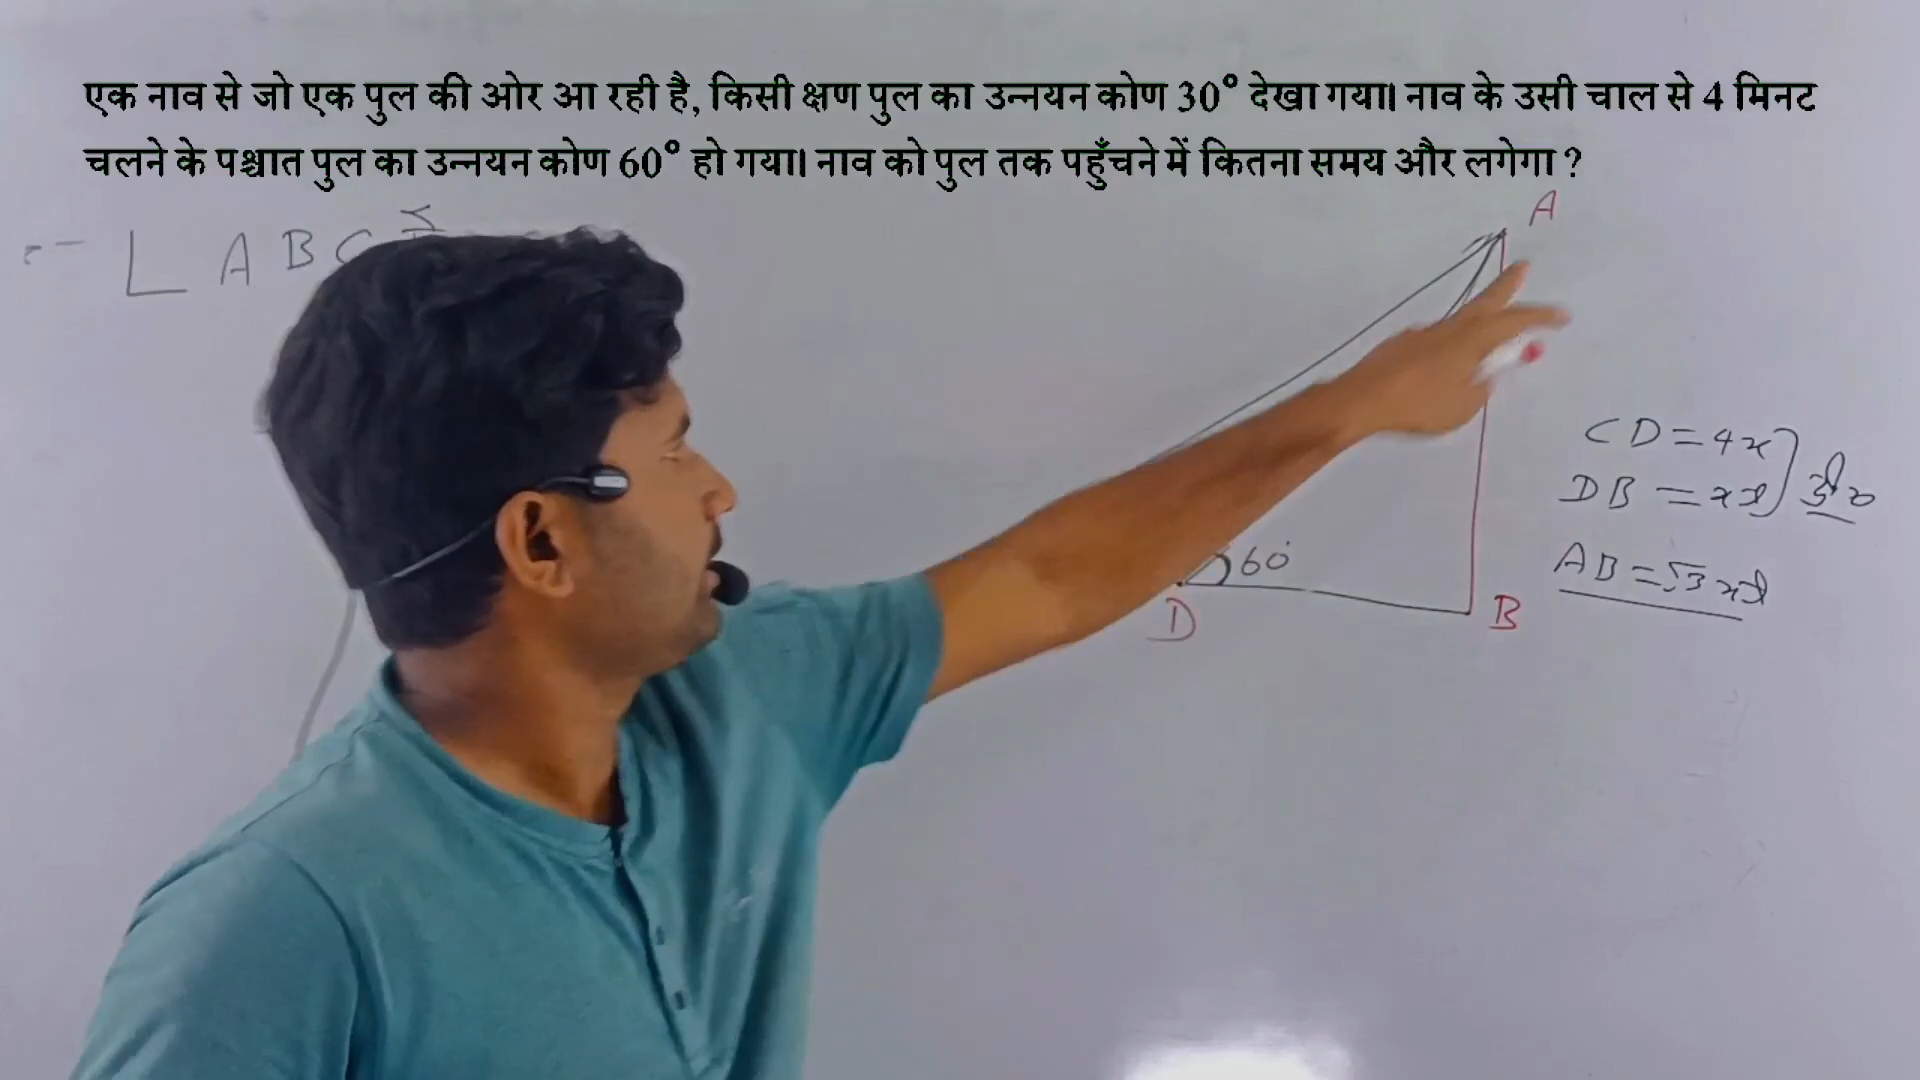 एक नाव से जो एक पुल की ओर आ रही है, किसी क्षण पुल का उन्नयन कोण 30° देखा गया। नाव के उसी चाल से 4 मिनट
चलने के पश्चात पुल का उन्नयन कोण 60° हो गया। नाव को पुल तक पहुँचने में कितना समय और लगेगा ?
A
L A B C
CD = 4x
DB =
60°
AB = √3
D
B